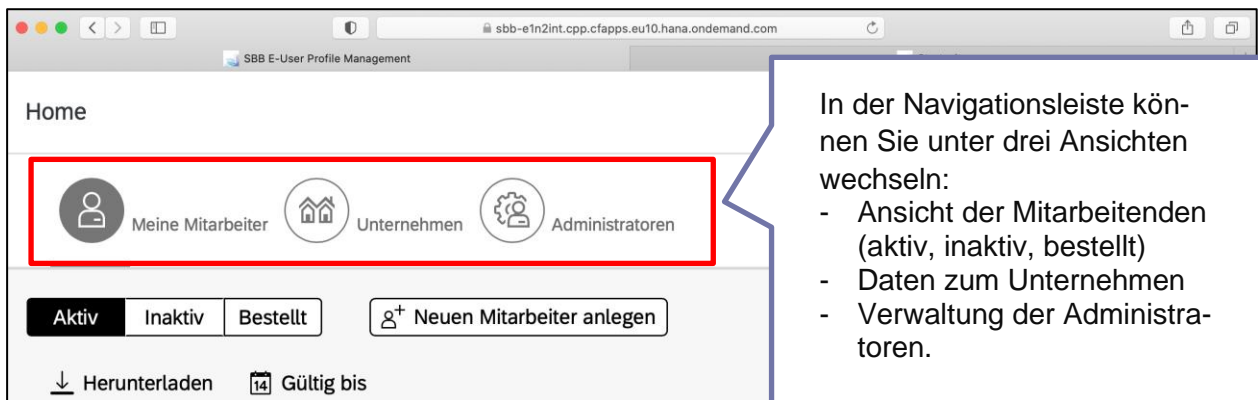 sbb-e1n2int.cpp.cfapps.eu10.hana.ondemand.com
SBB E-User Profile Management
Home
Meine Mitarbeiter
Unternehmen
Administratoren
Aktiv
Inaktiv
Bestellt
Neuen Mitarbeiter anlegen
Herunterladen
14 Gültig bis
In der Navigationsleiste kön-
nen Sie unter drei Ansichten
wechseln:
- Ansicht der Mitarbeitenden
(aktiv, inaktiv, bestellt)
- Daten zum Unternehmen
- Verwaltung der Administra-
toren.